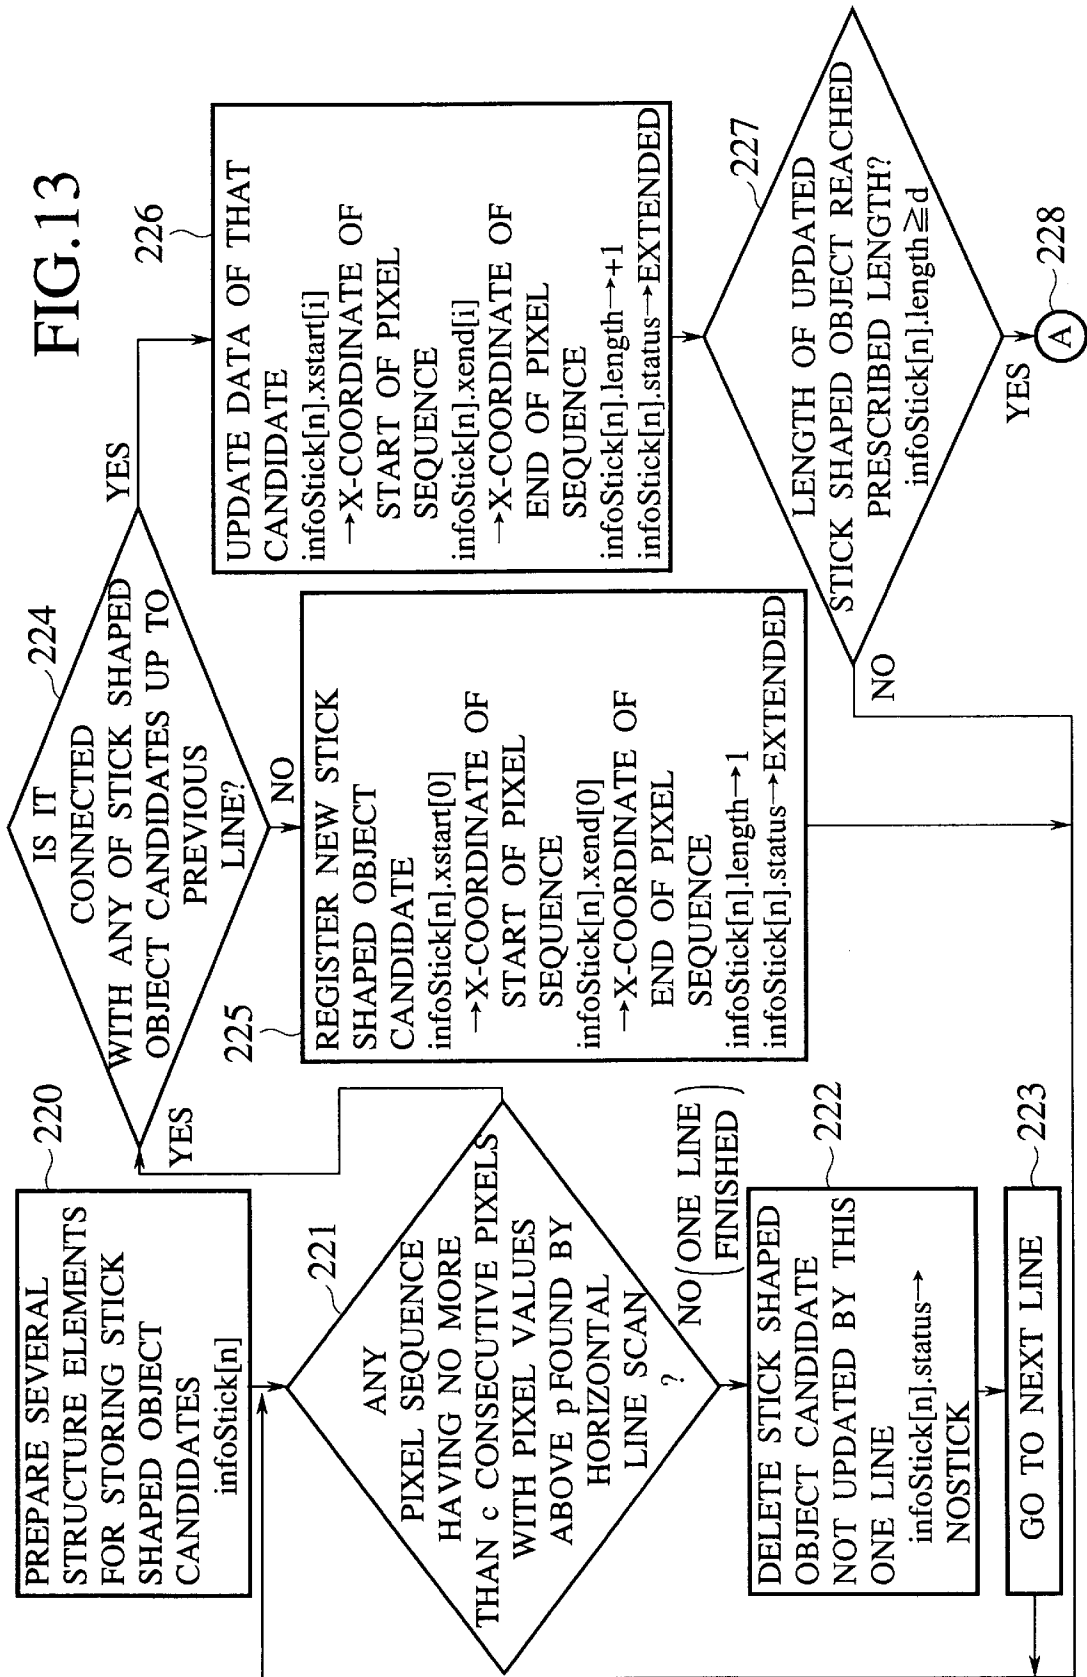 FIG.13
220
PREPARE SEVERAL
STRUCTURE ELEMENTS
FOR STORING STICK
SHAPED OBJECT
CANDIDATES
infoStick[n]
221
ANY
PIXEL SEQUENCE
HAVING NO MORE
THAN c CONSECUTIVE PIXELS
WITH PIXEL VALUES
ABOVE p FOUND BY
HORIZONTAL
LINE SCAN
?
YES
NO (ONE LINE
FINISHED)
222
DELETE STICK SHAPED
OBJECT CANDIDATE
NOT UPDATED BY THIS
ONE LINE
infoStick[n].status→
NOSTICK
223
GO TO NEXT LINE
224
IS IT
CONNECTED
WITH ANY OF STICK SHAPED
OBJECT CANDIDATES UP TO
PREVIOUS
LINE?
YES
NO
225
REGISTER NEW STICK
SHAPED OBJECT
CANDIDATE
infoStick[n].xstart[0]
→X-COORDINATE OF
START OF PIXEL
SEQUENCE
infoStick[n].xend[0]
→X-COORDINATE OF
END OF PIXEL
SEQUENCE
infoStick[n].length→1
infoStick[n].status→EXTENDED
226
UPDATE DATA OF THAT
CANDIDATE
infoStick[n].xstart[i]
→X-COORDINATE OF
START OF PIXEL
SEQUENCE
infoStick[n].xend[i]
→X-COORDINATE OF
END OF PIXEL
SEQUENCE
infoStick[n].length→+1
infoStick[n].status→EXTENDED
227
LENGTH OF UPDATED
STICK SHAPED OBJECT REACHED
PRESCRIBED LENGTH?
infoStick[n].length≧d
NO
YES
228
A